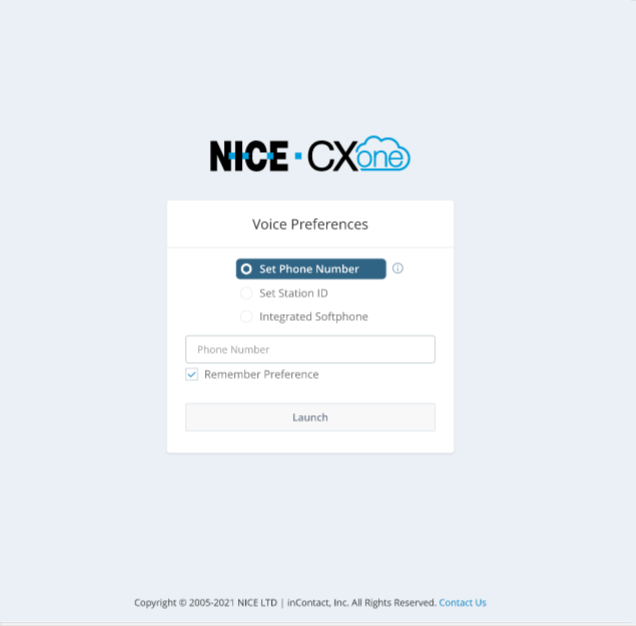 NICE · CXone
Voice Preferences
Set Phone Number
Set Station ID
Integrated Softphone
Phone Number
Remember Preference
Launch
Copyright © 2005-2021 NICE LTD | inContact, Inc. All Rights Reserved. Contact Us